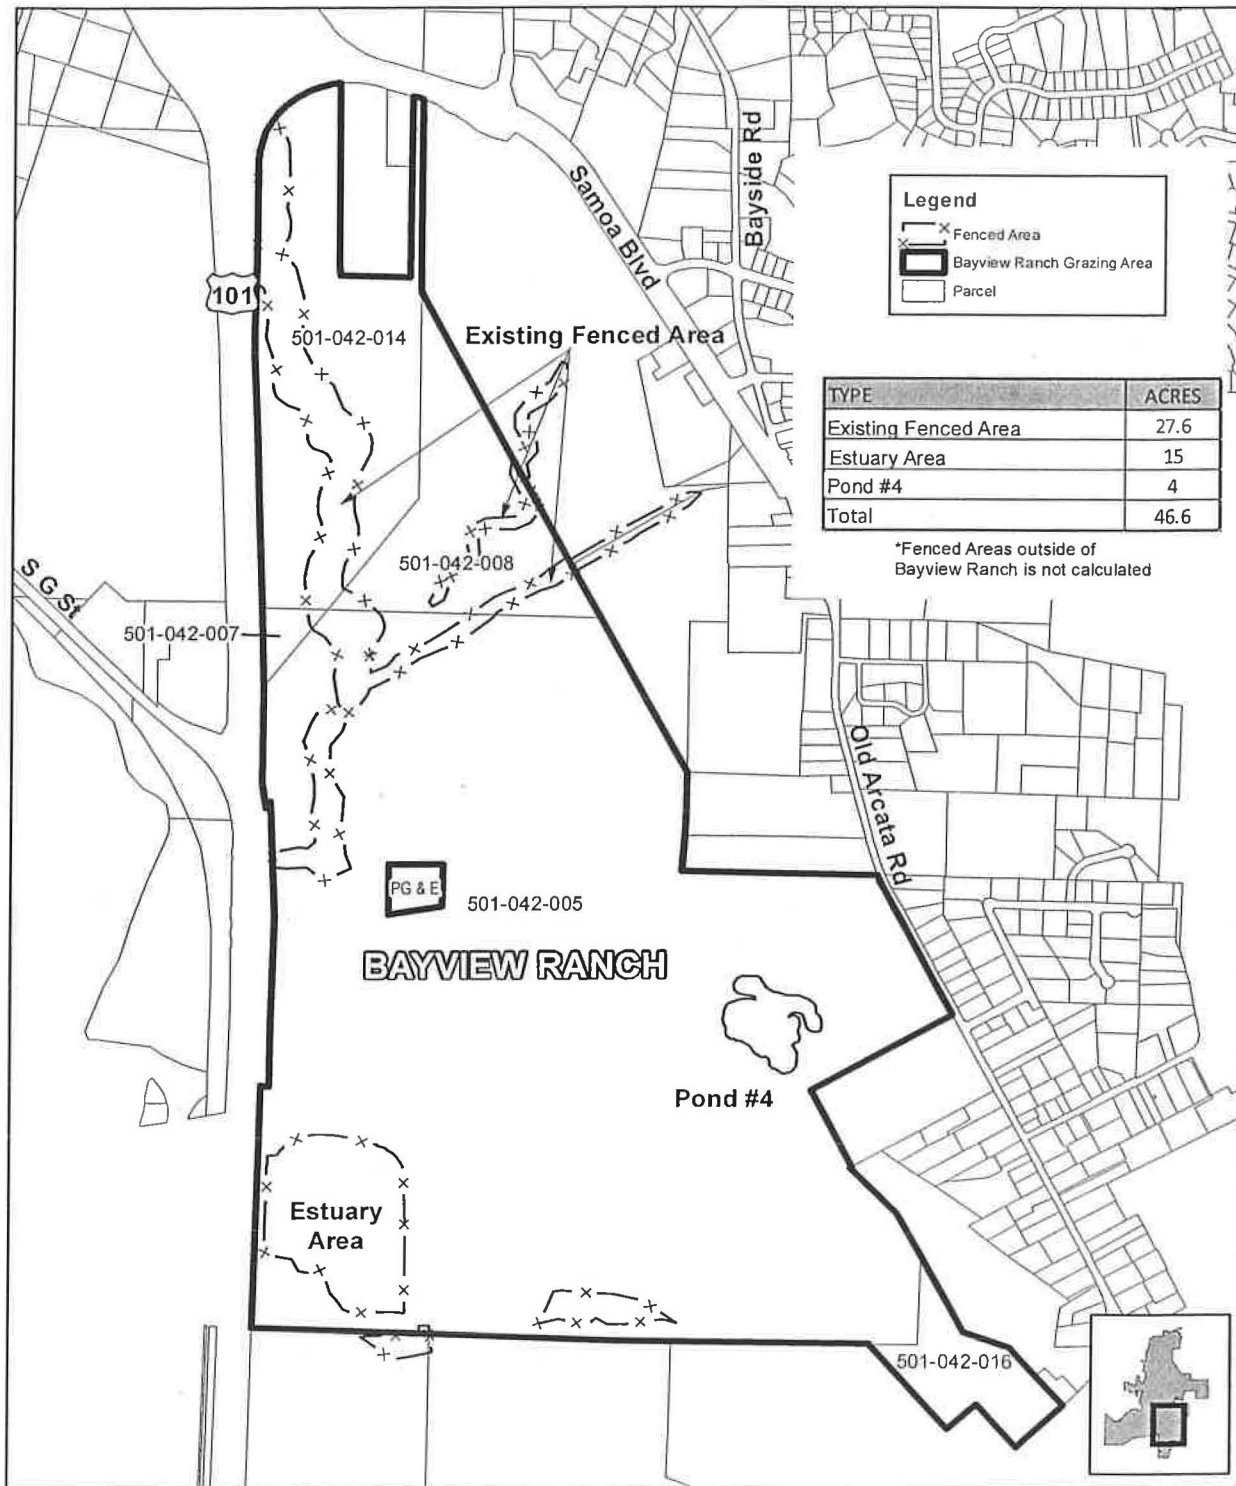 Bayside Rd
Samoa Blvd
Legend
Fenced Area
Bayview Ranch Grazing Area
Parcel
101
501-042-014
Existing Fenced Area
TYPE ACRES
Existing Fenced Area 27.6
Estuary Area 15
Pond #4 4
Total 46.6
*Fenced Areas outside of
Bayview Ranch is not calculated
S G St
501-042-008
501-042-007
Old Arcata Rd
PG & E
501-042-005
BAYVIEW RANCH
Pond #4
Estuary
Area
501-042-016